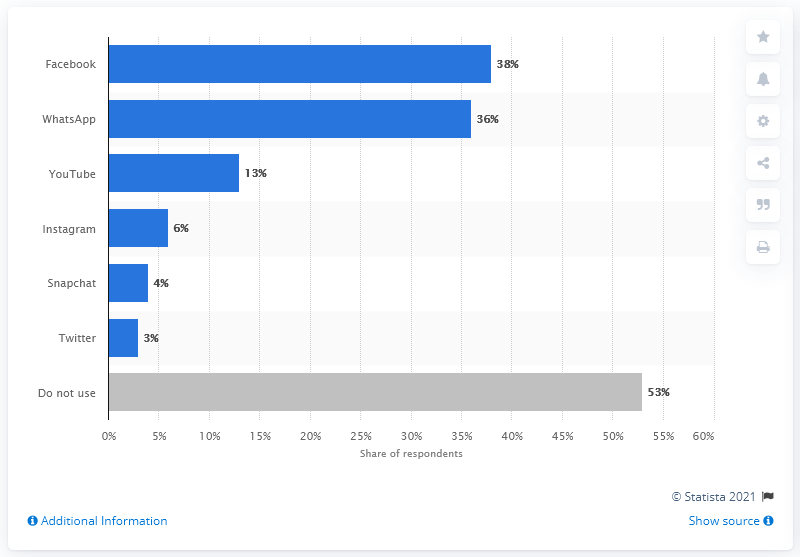 Facebook 38%
WhatsApp 36%
YouTube 13%
Instagram 6%
Snapchat 4%
Twitter 3%
Do not use 53%
0% 5% 10% 15% 20% 25% 30% 35% 40% 45% 50% 55% 60%
Share of respondents
© Statista 2021
Additional Information Show source